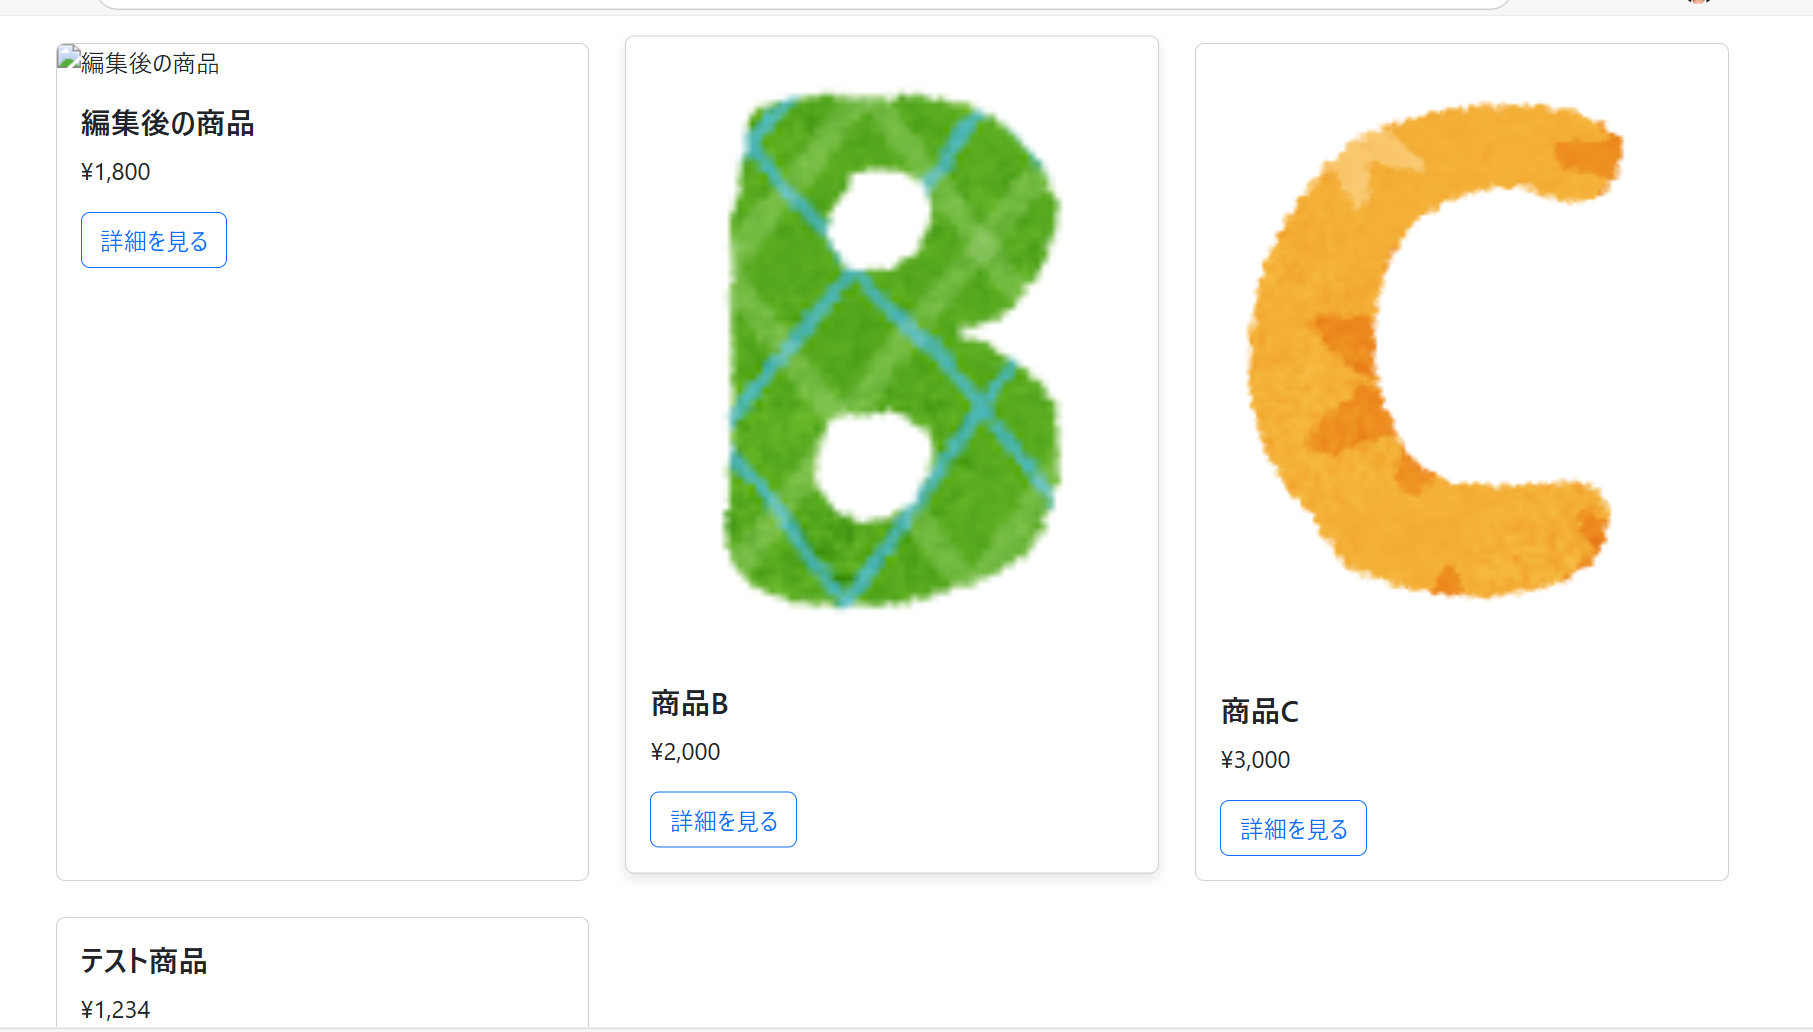 編集後の商品
編集後の商品
¥1,800
詳細を見る
B
商品B
¥2,000
詳細を見る
C
商品C
¥3,000
詳細を見る
テスト商品
¥1,234